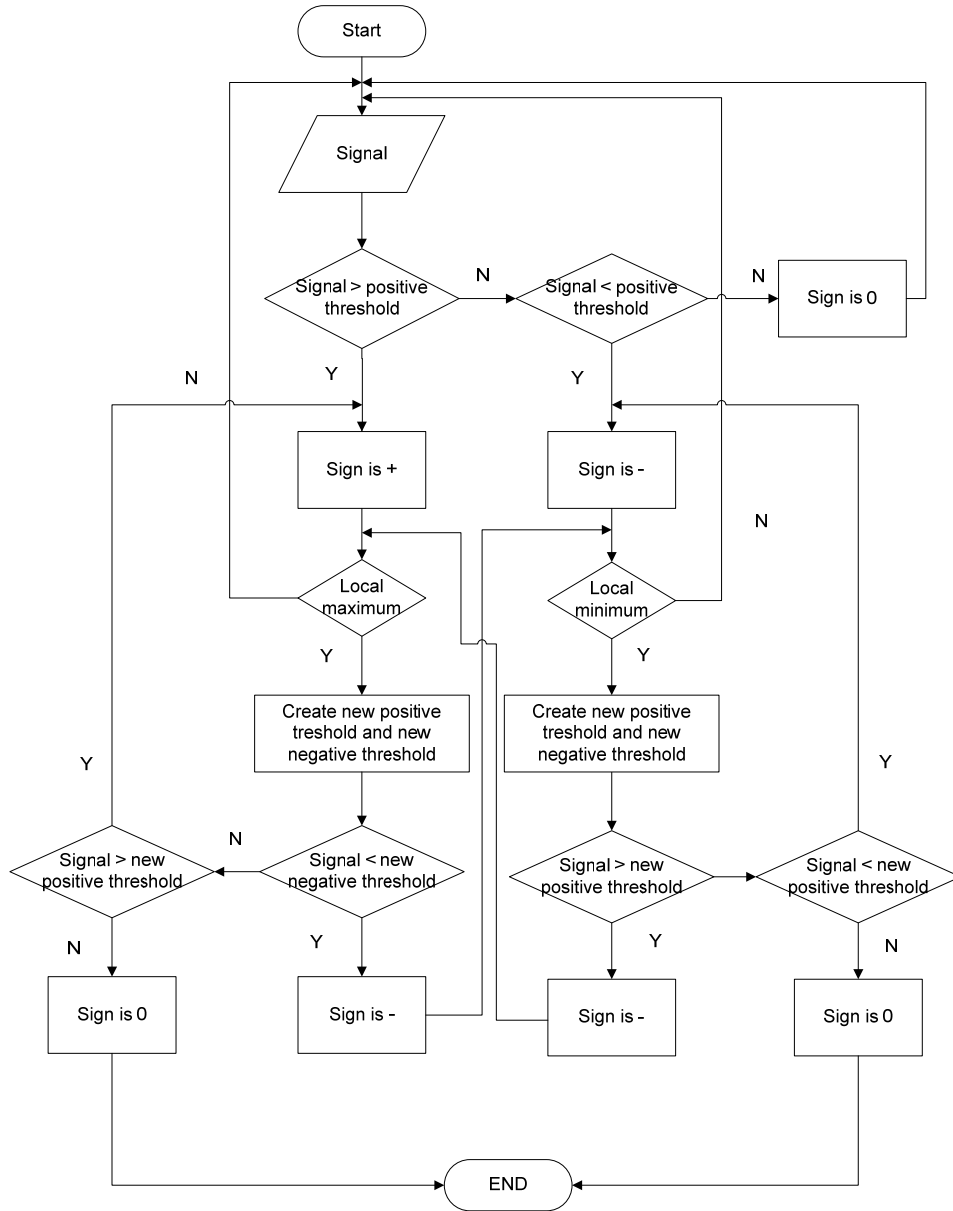 Start
Signal
Signal > positive
threshold
N
Signal < positive
threshold
N
Sign is 0
N
Y
Y
Sign is +
Sign is -
N
Local
maximum
Local
minimum
Y
Y
Create new positive
treshold and new
negative threshold
Create new positive
treshold and new
negative threshold
Y
Y
N
Signal > new
positive threshold
Signal < new
negative threshold
Signal > new
positive threshold
Signal < new
positive threshold
N
Y
Y
N
Sign is 0
Sign is -
Sign is -
Sign is 0
END